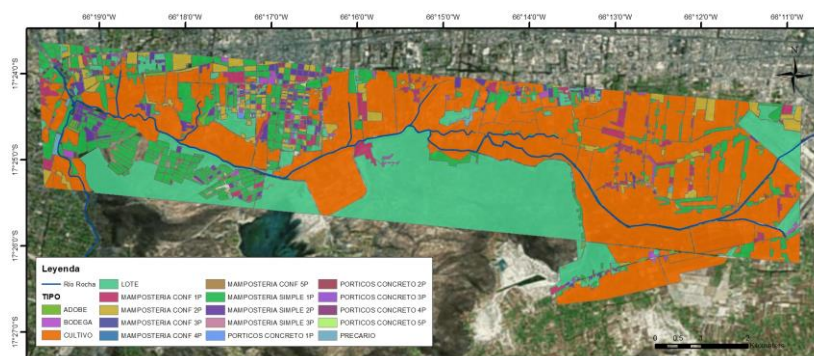 66°19'0"O 66°18'0"O 66°17'0"O 66°16'0"O 66°15'0"O 66°14'0"O 66°13'0"O 66°12'0"O 66°11'0"O
17°24'0"S
17°25'0"S
17°26'0"S
17°27'0"S
Leyenda
Rio Rocha
TIPO
ADOBE
BODEGA
CULTIVO
LOTE
MAMPOSTERIA CONF 1P
MAMPOSTERIA CONF 2P
MAMPOSTERIA CONF 3P
MAMPOSTERIA CONF 4P
MAMPOSTERIA CONF 5P
MAMPOSTERIA SIMPLE 1P
MAMPOSTERIA SIMPLE 2P
MAMPOSTERIA SIMPLE 3P
PORTICOS CONCRETO 1P
PORTICOS CONCRETO 2P
PORTICOS CONCRETO 3P
PORTICOS CONCRETO 4P
PORTICOS CONCRETO 5P
PRECARIO